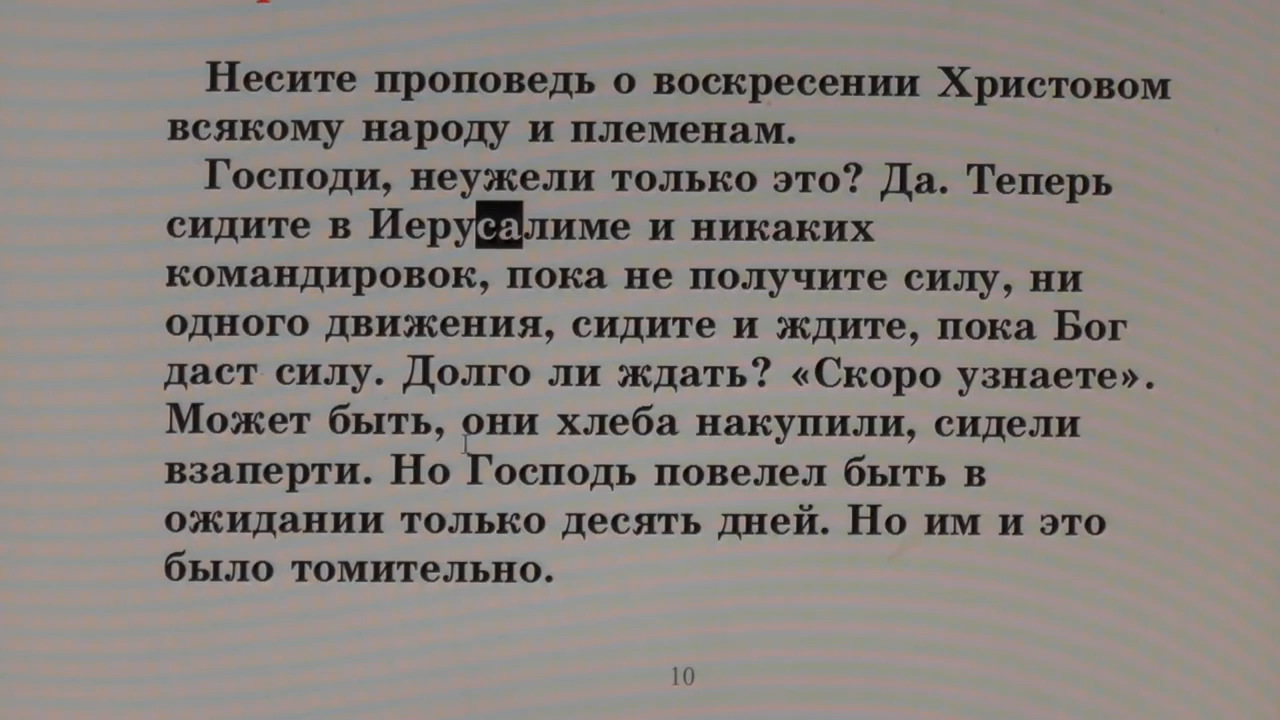 Несите проповедь о воскресении Христовом
всякому народу и племенам.
Господи, неужели только это? Да. Теперь
сидите в Иерусалиме и никаких
командировок, пока не получите силу, ни
одного движения, сидите и ждите, пока Бог
даст силу. Долго ли ждать? «Скоро узнаете».
Может быть, они хлеба накупили, сидели
взаперти. Но Господь повелел быть в
ожидании только десять дней. Но им и это
было томительно.
10